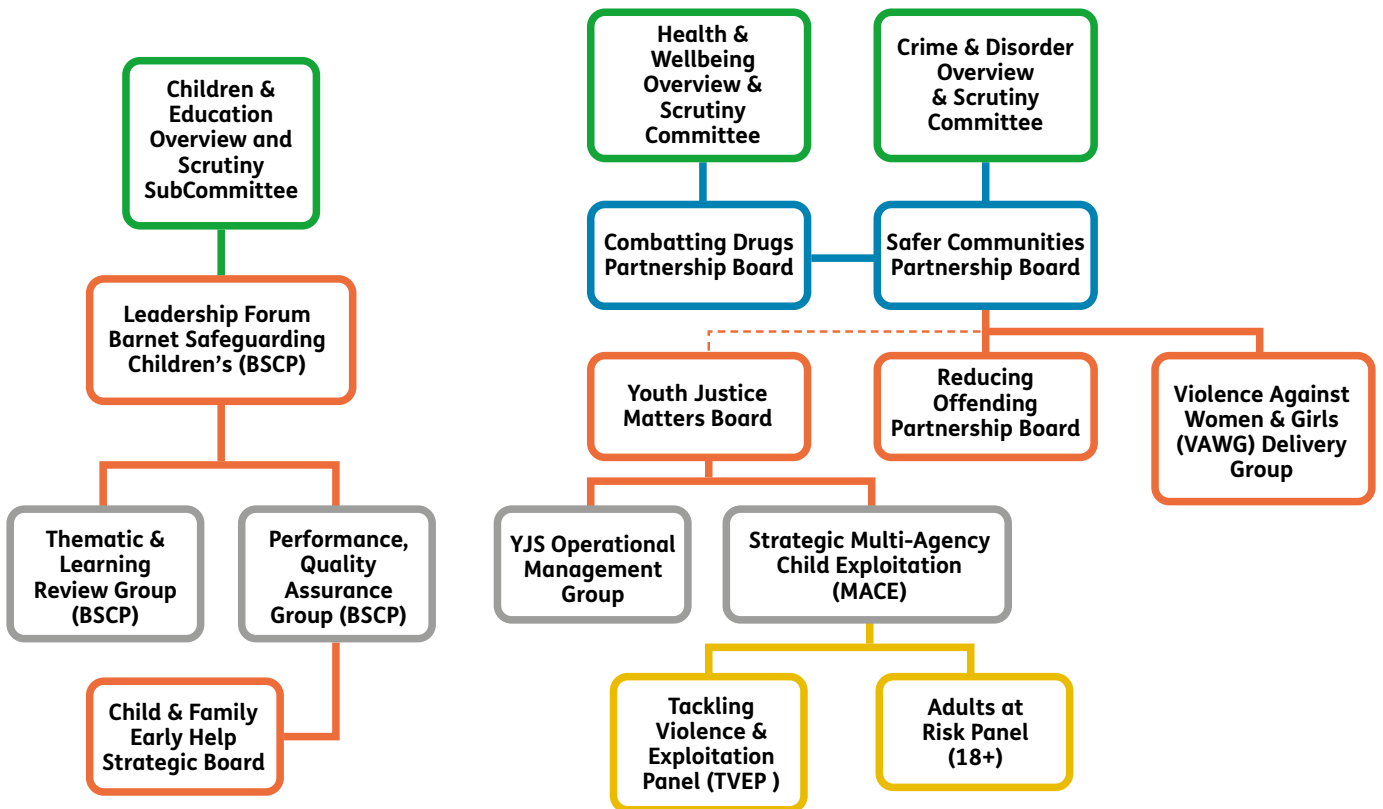 Children &
Education
Overview and
Scrutiny
SubCommittee
Health &
Wellbeing
Overview &
Scrutiny
Committee
Crime & Disorder
Overview
& Scrutiny
Committee
Combatting Drugs
Partnership Board
Safer Communities
Partnership Board
Leadership Forum
Barnet Safeguarding
Children’s (BSCP)
Youth Justice
Matters Board
Reducing
Offending
Partnership Board
Violence Against
Women & Girls
(VAWG) Delivery
Group
Thematic &
Learning
Review Group
(BSCP)
Performance,
Quality
Assurance
Group (BSCP)
YJS Operational
Management
Group
Strategic Multi-Agency
Child Exploitation
(MACE)
Child & Family
Early Help
Strategic Board
Tackling
Violence &
Exploitation
Panel (TVEP )
Adults at
Risk Panel
(18+)